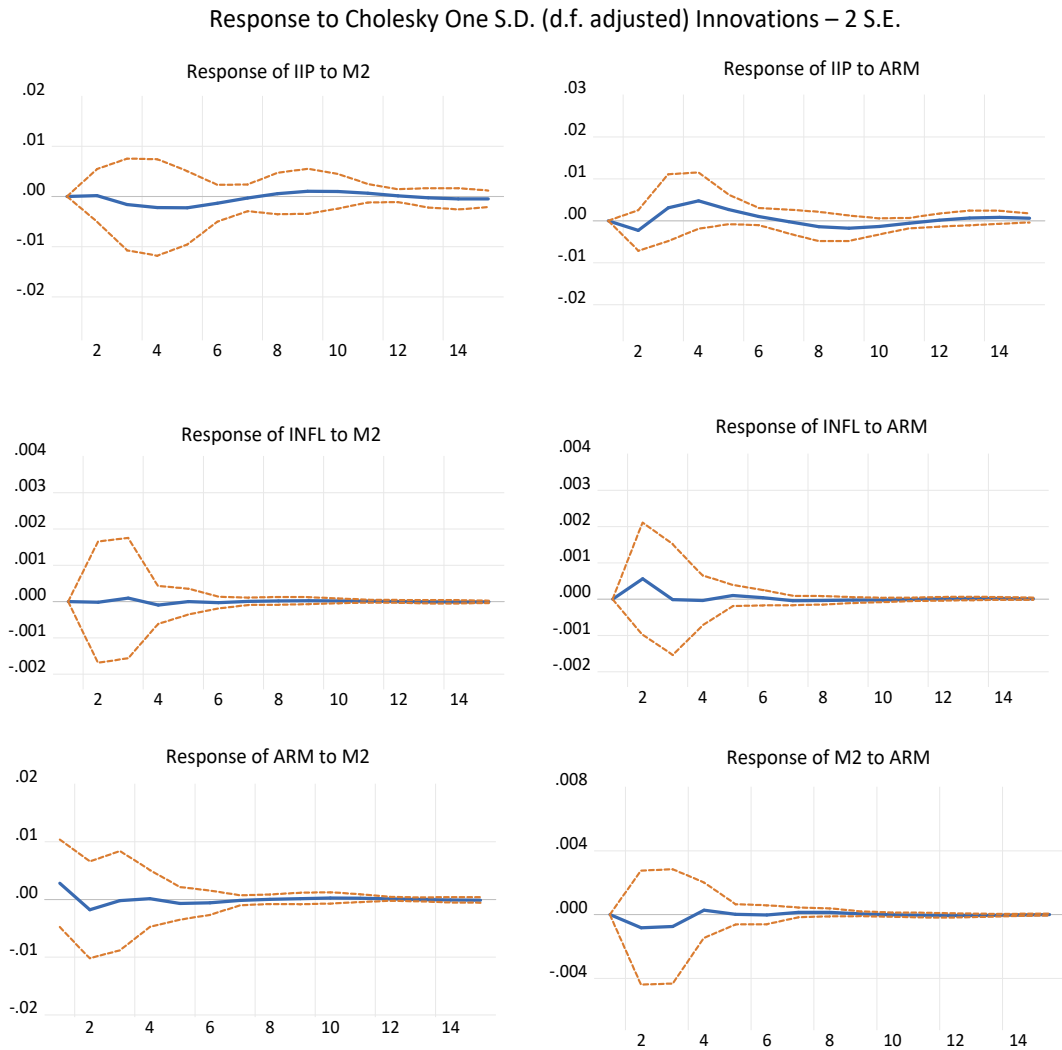 Response to Cholesky One S.D. (d.f. adjusted) Innovations – 2 S.E.
Response of IIP to M2
.02
.01
.00
-.01
-.02
2 4 6 8 10 12 14
Response of IIP to ARM
.03
.02
.01
.00
-.01
-.02
2 4 6 8 10 12 14
Response of INFL to M2
.004
.003
.002
.001
.000
-.001
-.002
2 4 6 8 10 12 14
Response of INFL to ARM
.004
.003
.002
.001
.000
-.001
-.002
2 4 6 8 10 12 14
Response of ARM to M2
.02
.01
.00
-.01
-.02
2 4 6 8 10 12 14
Response of M2 to ARM
.008
.004
.000
-.004
2 4 6 8 10 12 14